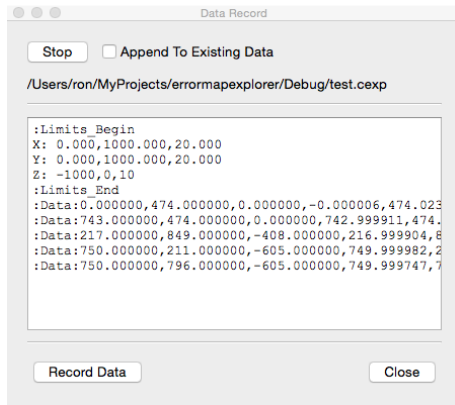 Data Record
Stop Append To Existing Data
/Users/ron/MyProjects/errormapexplorer/Debug/test.cexp
:Limits_Begin
X: 0.000,1000.000,20.000
Y: 0.000,1000.000,20.000
Z: -1000,0,10
:Limits_End
:Data:0.000000,474.000000,0.000000,-0.000006,474.023
:Data:743.000000,474.000000,0.000000,742.999911,474.
:Data:217.000000,849.000000,-408.000000,216.999904,8
:Data:750.000000,211.000000,-605.000000,749.999982,2
:Data:750.000000,796.000000,-605.000000,749.999747,7
Record Data Close